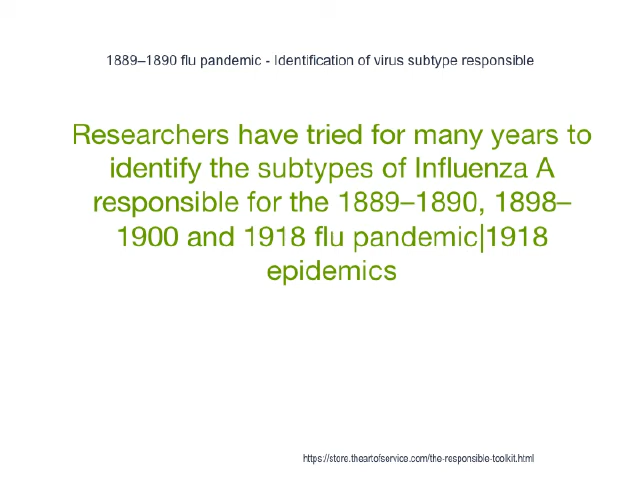 1889–1890 flu pandemic - Identification of virus subtype responsible
Researchers have tried for many years to
identify the subtypes of Influenza A
responsible for the 1889–1890, 1898–
1900 and 1918 flu pandemic|1918
epidemics
https://store.theartofservice.com/the-responsible-toolkit.html